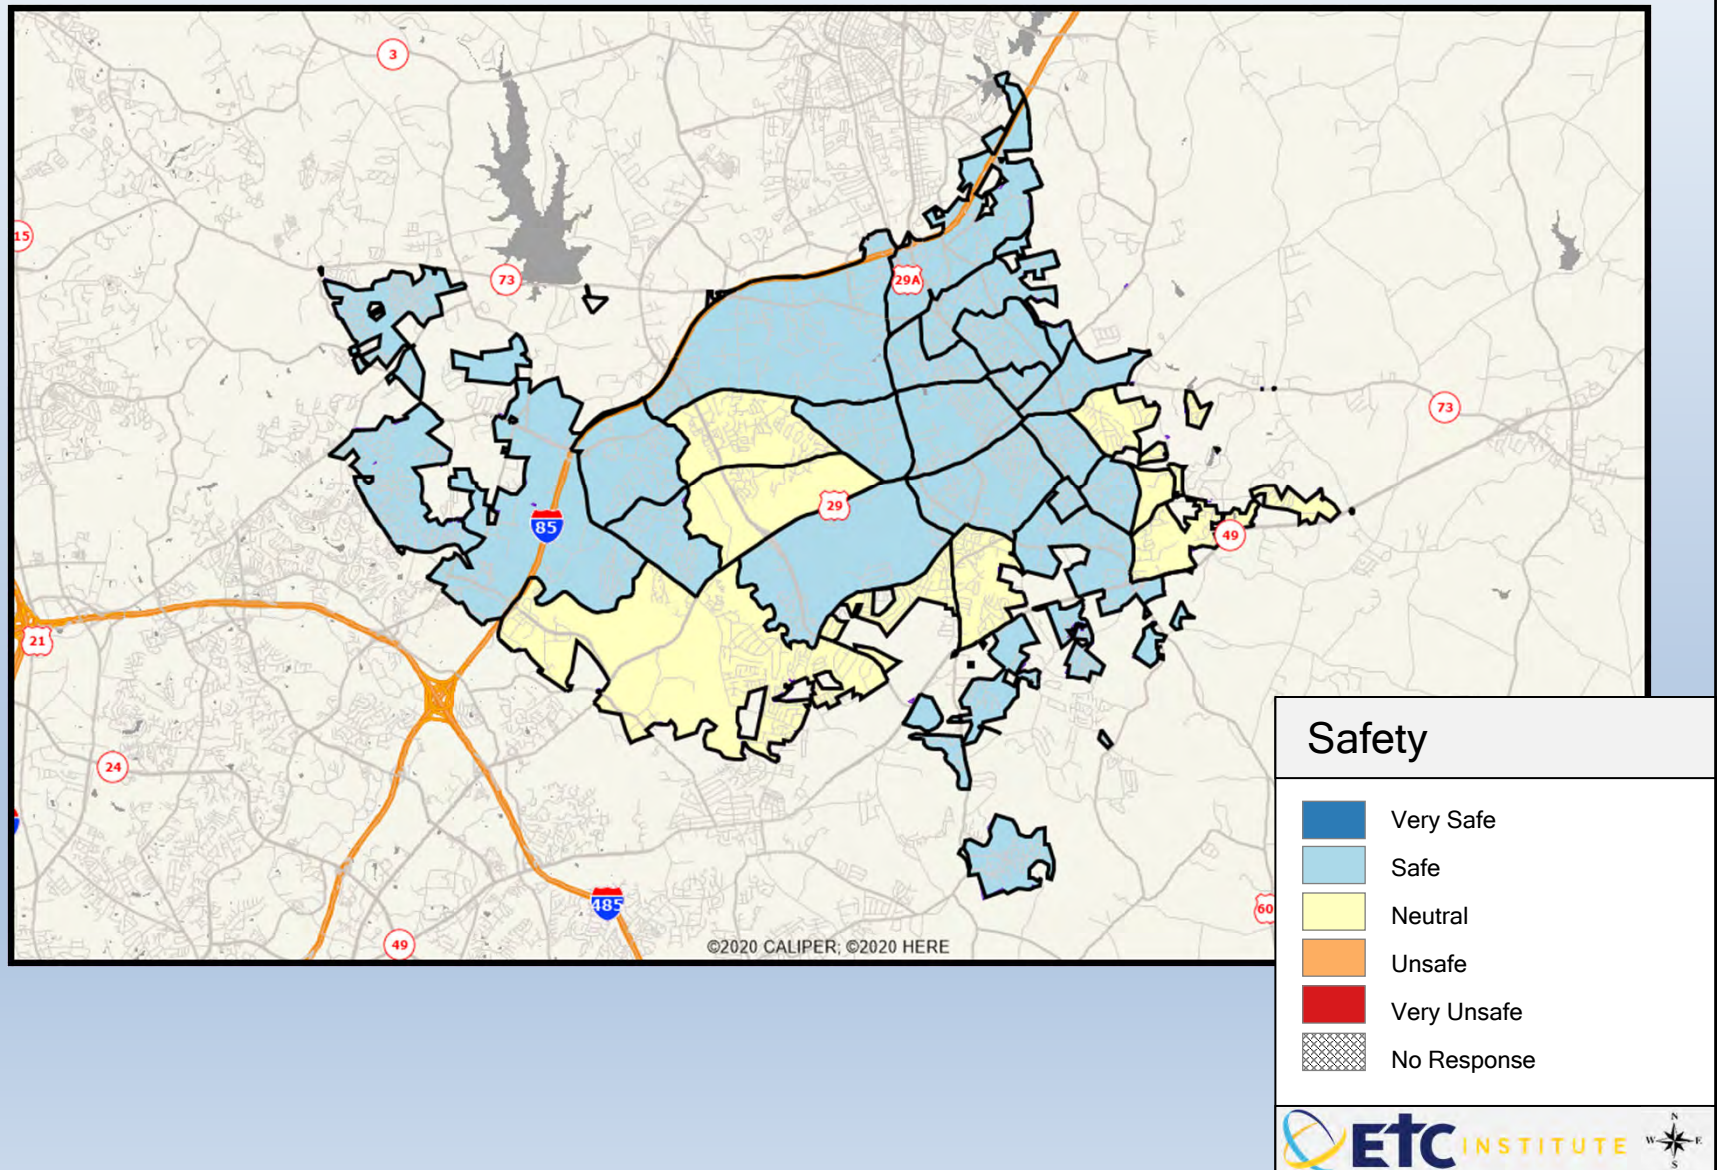 3
15
73
29A
73
29
85
49
21
24
485
49
60
©2020 CALIPER; ©2020 HERE
Safety
Very Safe
Safe
Neutral
Unsafe
Very Unsafe
No Response
ETC INSTITUTE
N
W E
S